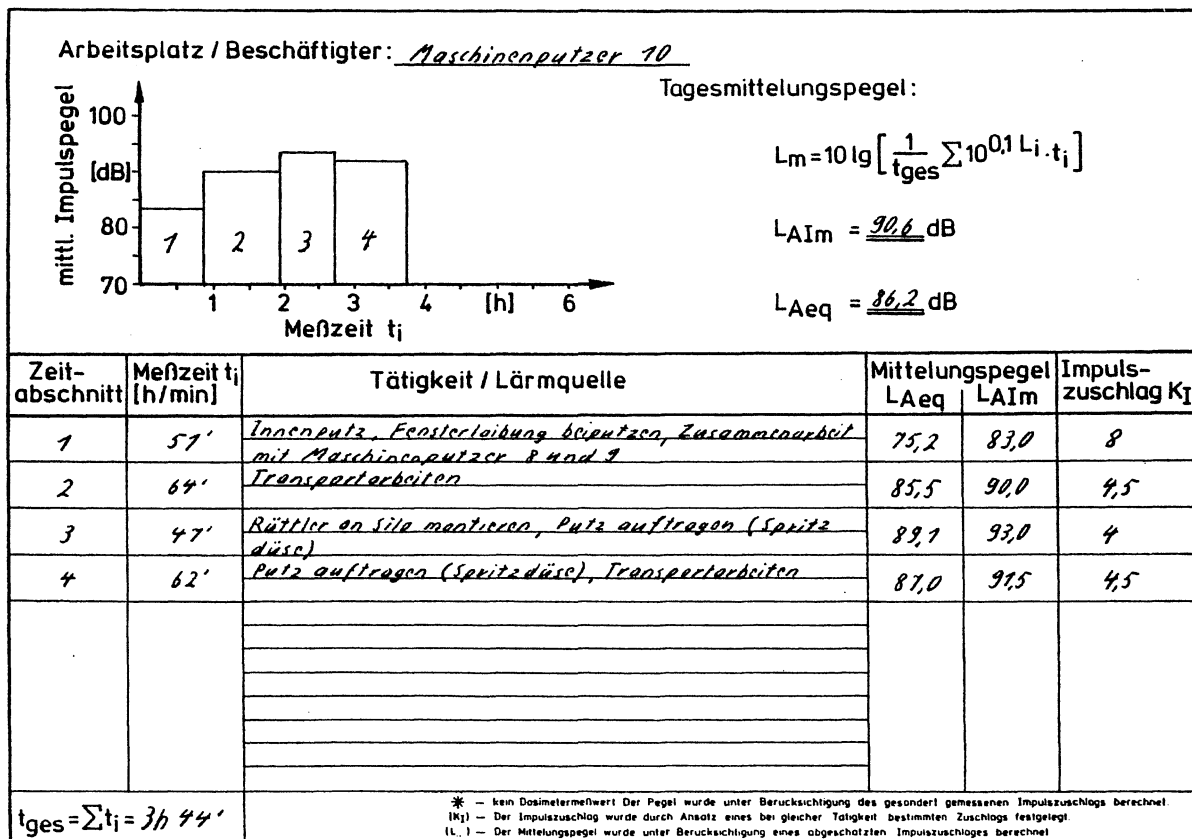 Arbeitsplatz / Beschäftigter: Maschinenputzer 10
Tagesmittelungspegel:
mittl. Impulspegel
[dB]
100
80
70
1 2 3 4
1 2 3 4 [h] 6
Meßzeit ti
Lm = 10 lg [ 1/tges ∑ 10^0,1 Li · ti ]
LAIm = 90,6 dB
LAeq = 86,2 dB
Zeit- Meßzeit ti Tätigkeit / Lärmquelle Mittelungspegel Impuls-
abschnitt [h/min] LAeq LAIm zuschlag KI
1 51' Innenputz, Fensterlaibung beiputzen, Zusammenarbeit 75,2 83,0 8
mit Maschinenputzer 8 und 9
2 64' Transportarbeiten 85,5 90,0 4,5
3 47' Rüttler an Silo montieren, Putz auftragen (Spritz 89,1 93,0 4
düse)
4 62' Putz auftragen (Spritzdüse), Transportarbeiten 87,0 91,5 4,5
tges = ∑ti = 3h 44'
* – kein Dosimetermeßwert Der Pegel wurde unter Berucksichtigung des gesondert gemessenen Impulszuschlags berechnet.
(KI) – Der Impulszuschlag wurde durch Ansatz eines bei gleicher Tätigkeit bestimmten Zuschlags festgelegt.
(L..) – Der Mittelungspegel wurde unter Berucksichtigung eines abgeschatzten Impulszuschlages berechnet